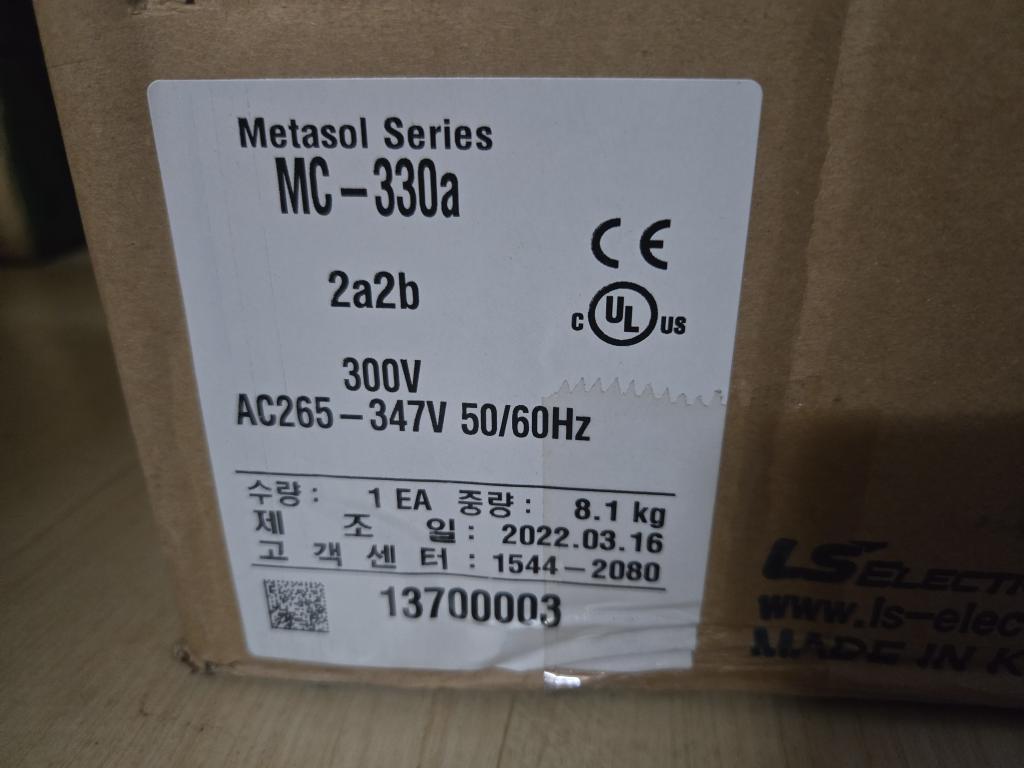 Metasol Series
MC-330a
2a2b
CE
C UL US
300V
AC265-347V 50/60Hz
수량: 1 EA 중량: 8.1 kg
제 조 일: 2022.03.16
고객센터: 1544-2080
13700003
LS ELECTR
www.ls-elec
MADE IN K